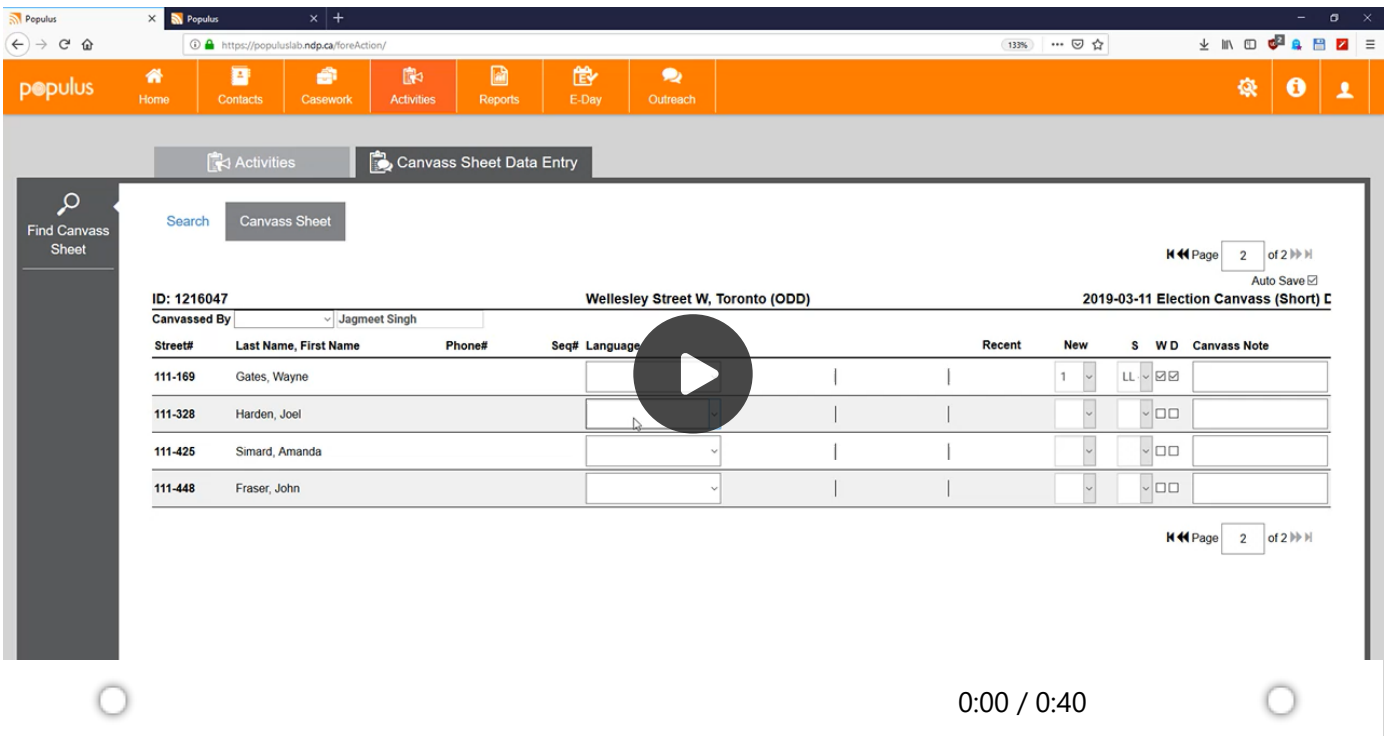 Populus
Populus
https://populuslab.ndp.ca/foreAction/
133%
2
populus
Home
Contacts
Casework
Activities
Reports
E-Day
Outreach
Activities
Canvass Sheet Data Entry
Find Canvass
Sheet
Search
Canvass Sheet
Page 2 of 2
Auto Save
ID: 1216047 Wellesley Street W, Toronto (ODD) 2019-03-11 Election Canvass (Short) D
Canvassed By Jagmeet Singh
Street# Last Name, First Name Phone# Seq# Language Recent New S W D Canvass Note
111-169 Gates, Wayne 1 LL
111-328 Harden, Joel
111-425 Simard, Amanda
111-448 Fraser, John
Page 2 of 2
0:00 / 0:40